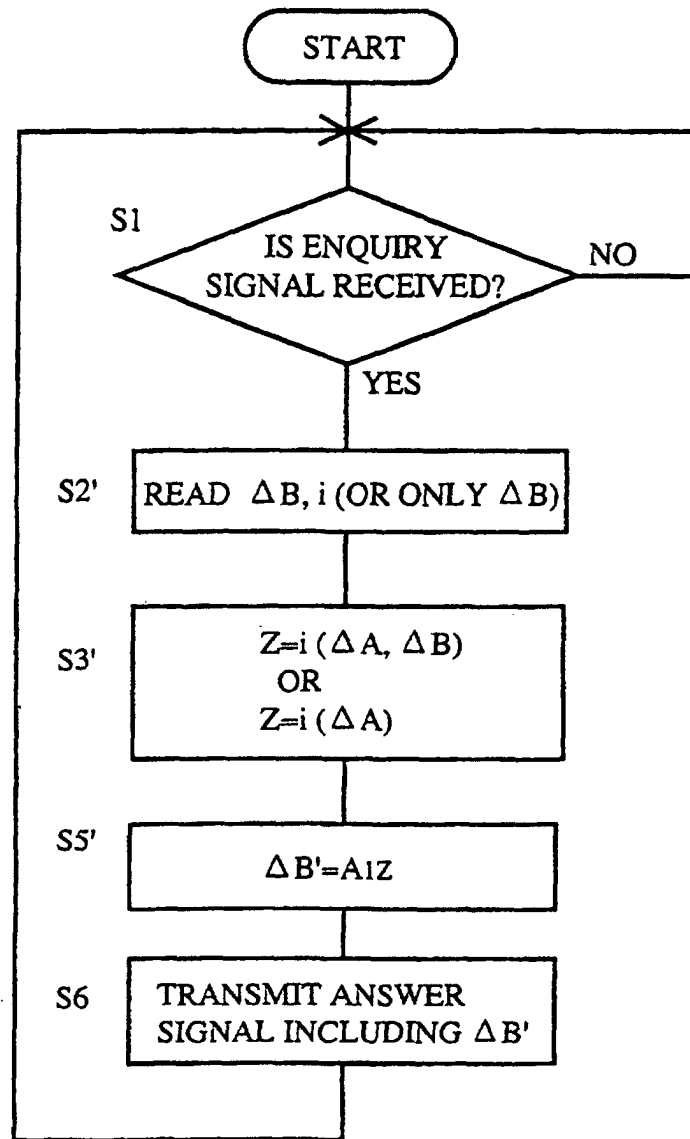 START
S1
IS ENQUIRY
SIGNAL RECEIVED?
NO
YES
S2'
READ ΔB, i (OR ONLY ΔB)
S3'
Z=i (ΔA, ΔB)
OR
Z=i (ΔA)
S5'
ΔB'=A1Z
S6
TRANSMIT ANSWER
SIGNAL INCLUDING ΔB'